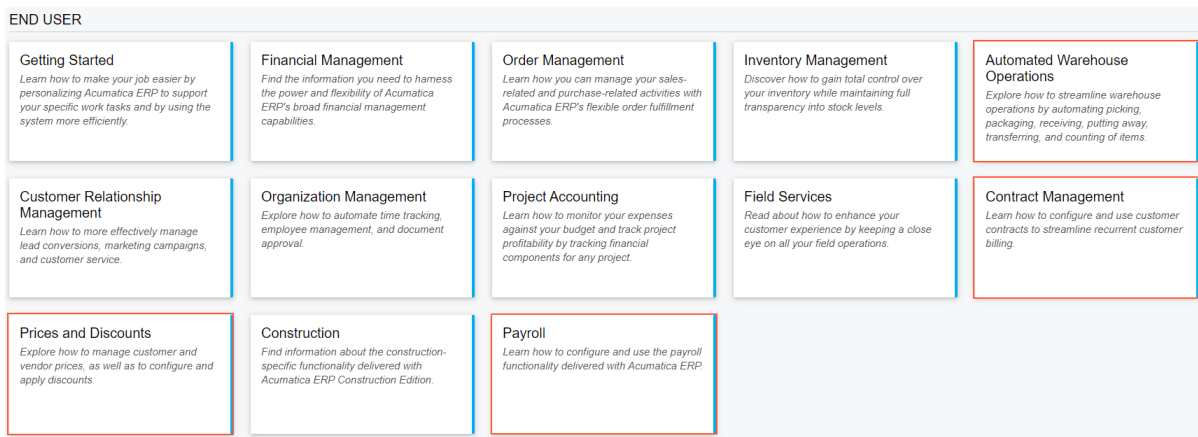 END USER
Getting Started
Learn how to make your job easier by
personalizing Acumatica ERP to support
your specific work tasks and by using the
system more efficiently.
Financial Management
Find the information you need to harness
the power and flexibility of Acumatica
ERP's broad financial management
capabilities.
Order Management
Learn how you can manage your sales-
related and purchase-related activities with
Acumatica ERP's flexible order fulfillment
processes.
Inventory Management
Discover how to gain total control over
your inventory while maintaining full
transparency into stock levels.
Automated Warehouse
Operations
Explore how to streamline warehouse
operations by automating picking,
packaging, receiving, putting away,
transferring, and counting of items.
Customer Relationship
Management
Learn how to more effectively manage
lead conversions, marketing campaigns,
and customer service.
Organization Management
Explore how to automate time tracking,
employee management, and document
approval.
Project Accounting
Learn how to monitor your expenses
against your budget and track project
profitability by tracking financial
components for any project.
Field Services
Read about how to enhance your
customer experience by keeping a close
eye on all your field operations.
Contract Management
Learn how to configure and use customer
contracts to streamline recurrent customer
billing.
Prices and Discounts
Explore how to manage customer and
vendor prices, as well as to configure and
apply discounts.
Construction
Find information about the construction-
specific functionality delivered with
Acumatica ERP Construction Edition.
Payroll
Learn how to configure and use the payroll
functionality delivered with Acumatica ERP.